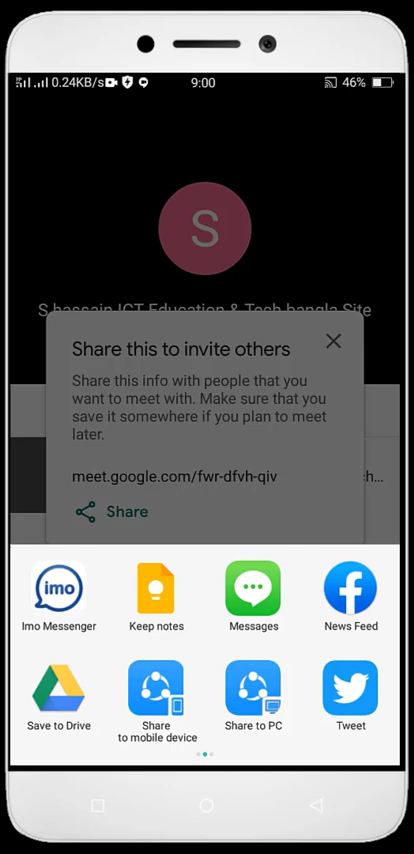 0.24KB/s 9:00 46%
S
S hassain ICT Education & Tech bangla Site
Share this to invite others
Share this info with people that you
want to meet with. Make sure that you
save it somewhere if you plan to meet
later.
meet.google.com/fwr-dfvh-qiv h...
Share
imo
Imo Messenger Keep notes Messages News Feed
Save to Drive Share Share to PC Tweet
to mobile device